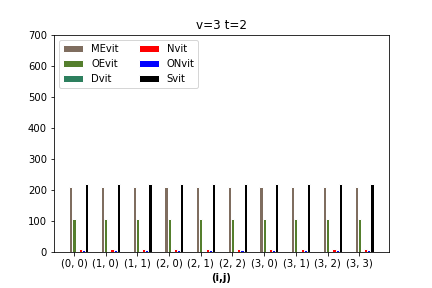 v=3 t=2
700
600
500
400
300
200
100
0
MEvit
OEvit
Dvit
Nvit
ONvit
Svit
(0, 0) (1, 0) (1, 1) (2, 0) (2, 1) (2, 2) (3, 0) (3, 1) (3, 2) (3, 3)
(i,j)